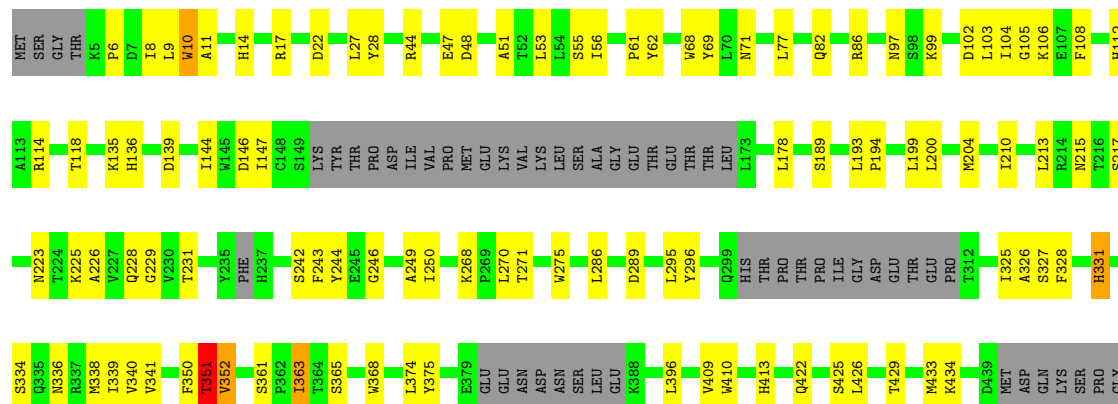 MET SER GLY THR K5 P6 D7 I8 L9 W10 A11 H14 R17 D22 L27 Y28 R44 E47 D48 A51 T52 L53 L54 S55 I56 P61 Y62 W68 Y69 L70 N71 L77 Q82 R86 N97 S98 K99 D102 L103 I104 G105 K106 E107 F108
A113 R114 T118 K135 H136 D139 I144 W145 D146 I147 C148 S149 LYS TYR THR PRO ASP ILE VAL PRO MET GLU LYS VAL LYS LEU SER ALA GLY GLU THR GLU THR THR LEU L173 L178 S189 L193 P194 L199 L200 M204 I210 L213 R214 N215 T216 S217
N223 T224 K225 A226 V227 Q228 G229 V230 T231 Y235 PHE H237 S242 F243 Y244 E245 G246 A249 I250 K268 P269 L270 T271 W275 L286 D289 L295 Y296 Q299 HIS THR PRO THR PRO ILE GLY ASP GLU THR GLU PRO T312 I325 A326 S327 F328 H331
S334 Q335 N336 R337 M338 I339 V340 V341 F350 T351 V352 S361 P362 I363 T364 S365 W368 L374 Y375 E379 GLU GLU ASN ASP ASN SER LEU GLU K388 L396 V409 W410 H413 Q422 S425 L426 T429 M433 K434 D439 MET ASP GLN LYS SER PRO